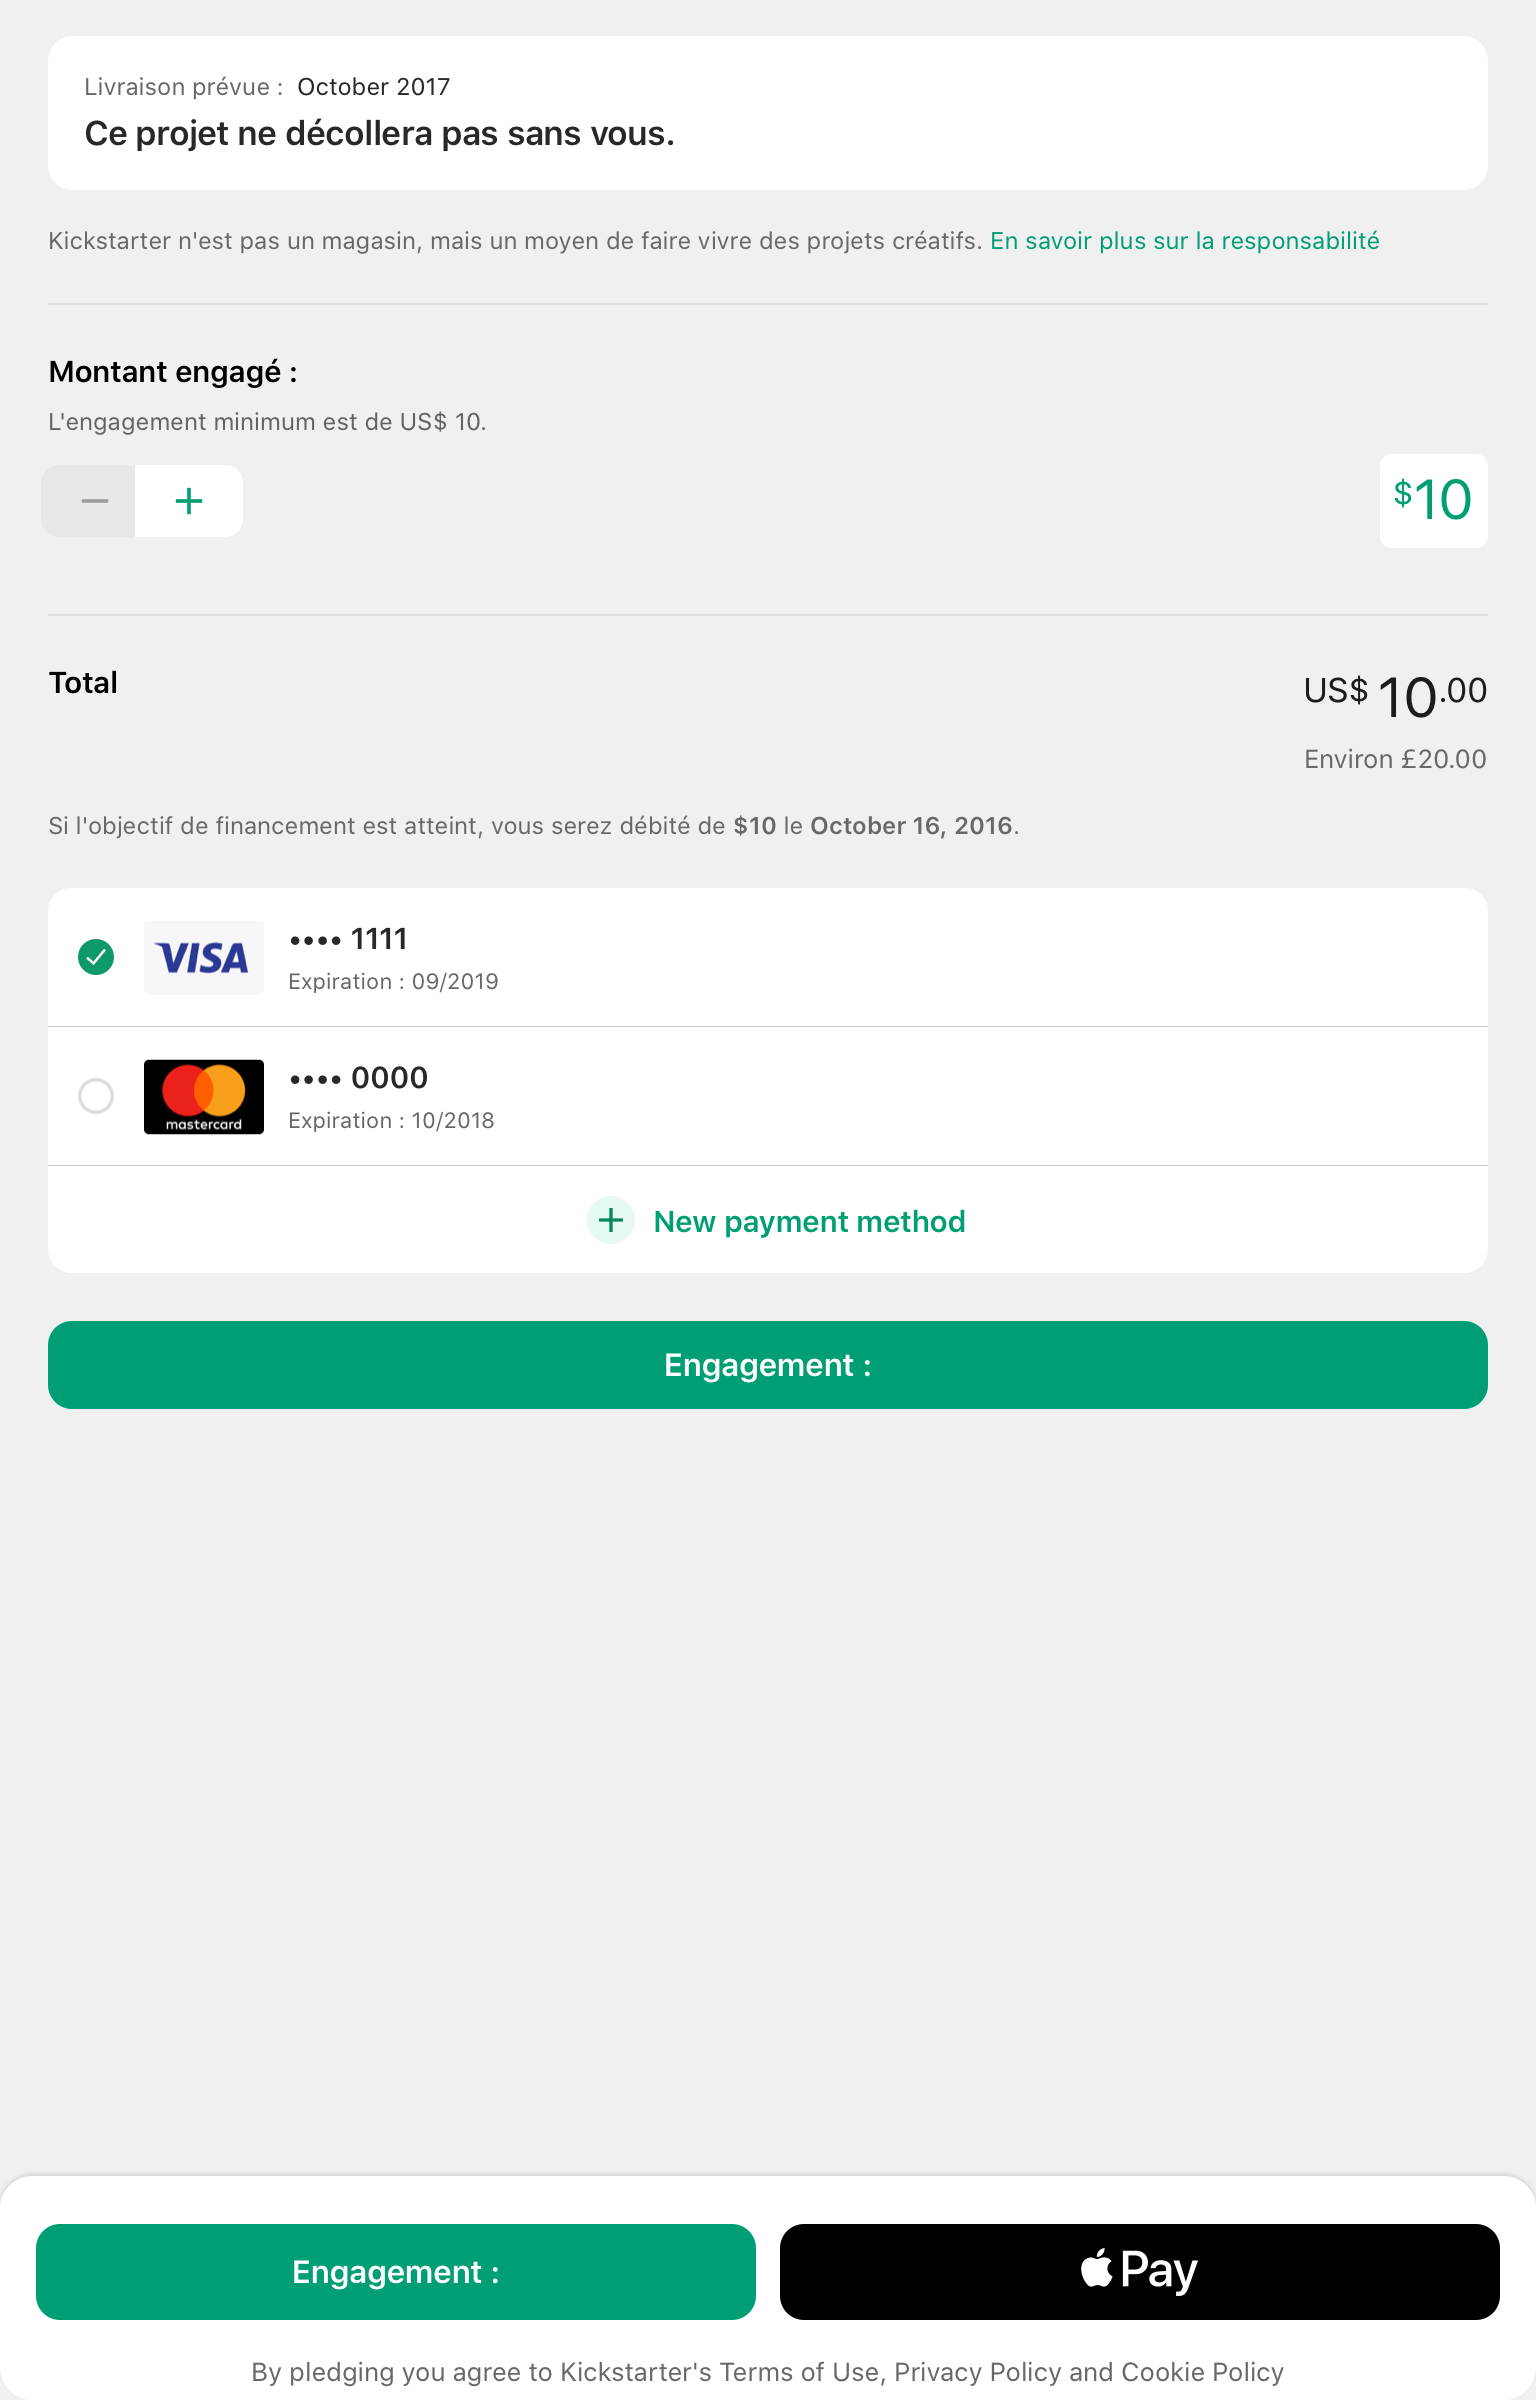 Livraison prévue : October 2017
Ce projet ne décollera pas sans vous.
Kickstarter n'est pas un magasin, mais un moyen de faire vivre des projets créatifs. En savoir plus sur la responsabilité
Montant engagé :
L'engagement minimum est de US$ 10.
$10
Total
US$ 10.00
Environ £20.00
Si l'objectif de financement est atteint, vous serez débité de $10 le October 16, 2016.
VISA
•••• 1111
Expiration : 09/2019
mastercard
•••• 0000
Expiration : 10/2018
New payment method
Engagement :
Engagement :
Pay
By pledging you agree to Kickstarter's Terms of Use, Privacy Policy and Cookie Policy